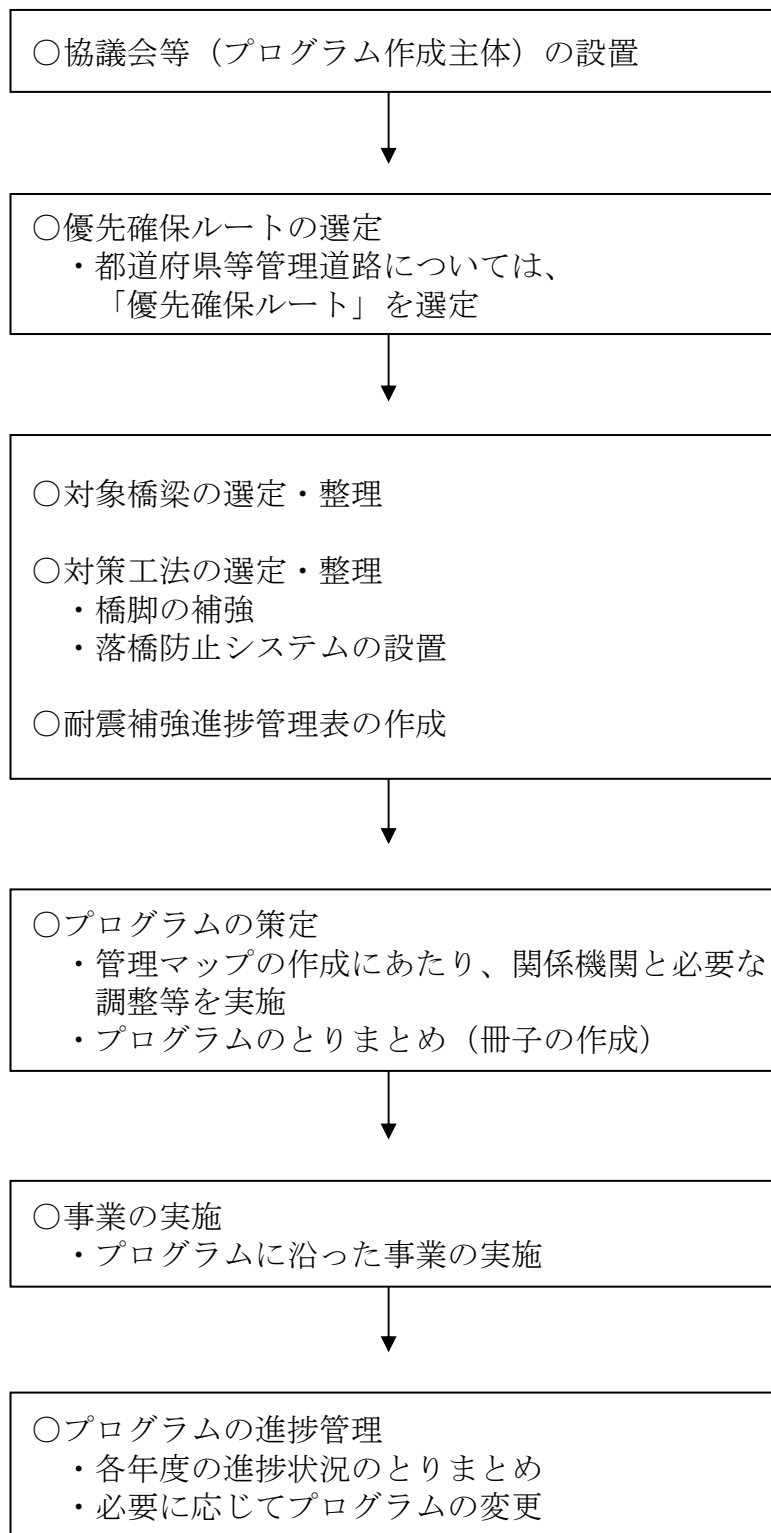 ○協議会等（プログラム作成主体）の設置
○優先確保ルートの選定
・都道府県等管理道路については、
「優先確保ルート」を選定
○対象橋梁の選定・整理
○対策工法の選定・整理
・橋脚の補強
・落橋防止システムの設置
○耐震補強進捗管理表の作成
○プログラムの策定
・管理マップの作成にあたり、関係機関と必要な
調整等を実施
・プログラムのとりまとめ（冊子の作成）
○事業の実施
・プログラムに沿った事業の実施
○プログラムの進捗管理
・各年度の進捗状況のとりまとめ
・必要に応じてプログラムの変更